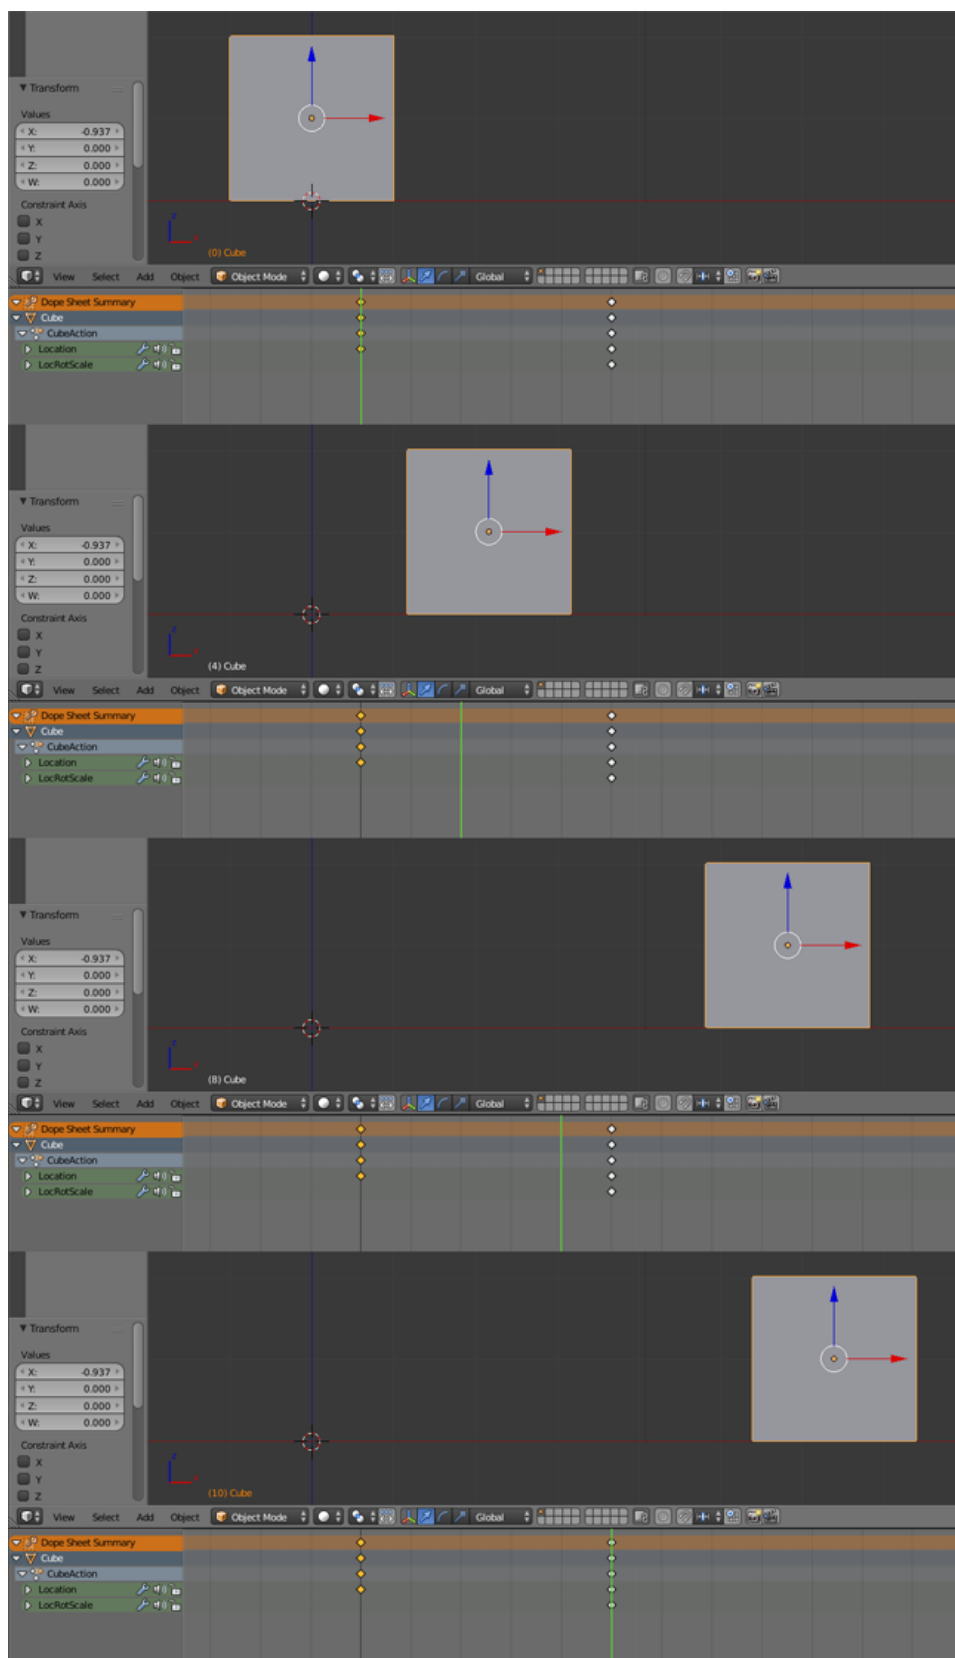 Transform
Values
X: -0.937
Y: 0.000
Z: 0.000
W: 0.000
Constraint Axis
X
Y
Z
z
(0) Cube
View Select Add Object Object Mode Global
Dope Sheet Summary
Cube
CubeAction
Location
LocRotScale
Transform
Values
X: -0.937
Y: 0.000
Z: 0.000
W: 0.000
Constraint Axis
X
Y
Z
z
(4) Cube
View Select Add Object Object Mode Global
Dope Sheet Summary
Cube
CubeAction
Location
LocRotScale
Transform
Values
X: -0.937
Y: 0.000
Z: 0.000
W: 0.000
Constraint Axis
X
Y
Z
z
(8) Cube
View Select Add Object Object Mode Global
Dope Sheet Summary
Cube
CubeAction
Location
LocRotScale
Transform
Values
X: -0.937
Y: 0.000
Z: 0.000
W: 0.000
Constraint Axis
X
Y
Z
z
(10) Cube
View Select Add Object Object Mode Global
Dope Sheet Summary
Cube
CubeAction
Location
LocRotScale